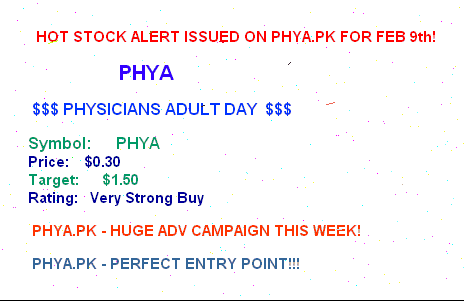 HOT STOCK ALERT ISSUED ON PHYA.PK FOR FEB 9th!
PHYA
$$$ PHYSICIANS ADULT DAY $$$
Symbol: PHYA
Price: $0.30
Target: $1.50
Rating: Very Strong Buy
PHYA.PK - HUGE ADV CAMPAIGN THIS WEEK!
PHYA.PK - PERFECT ENTRY POINT!!!